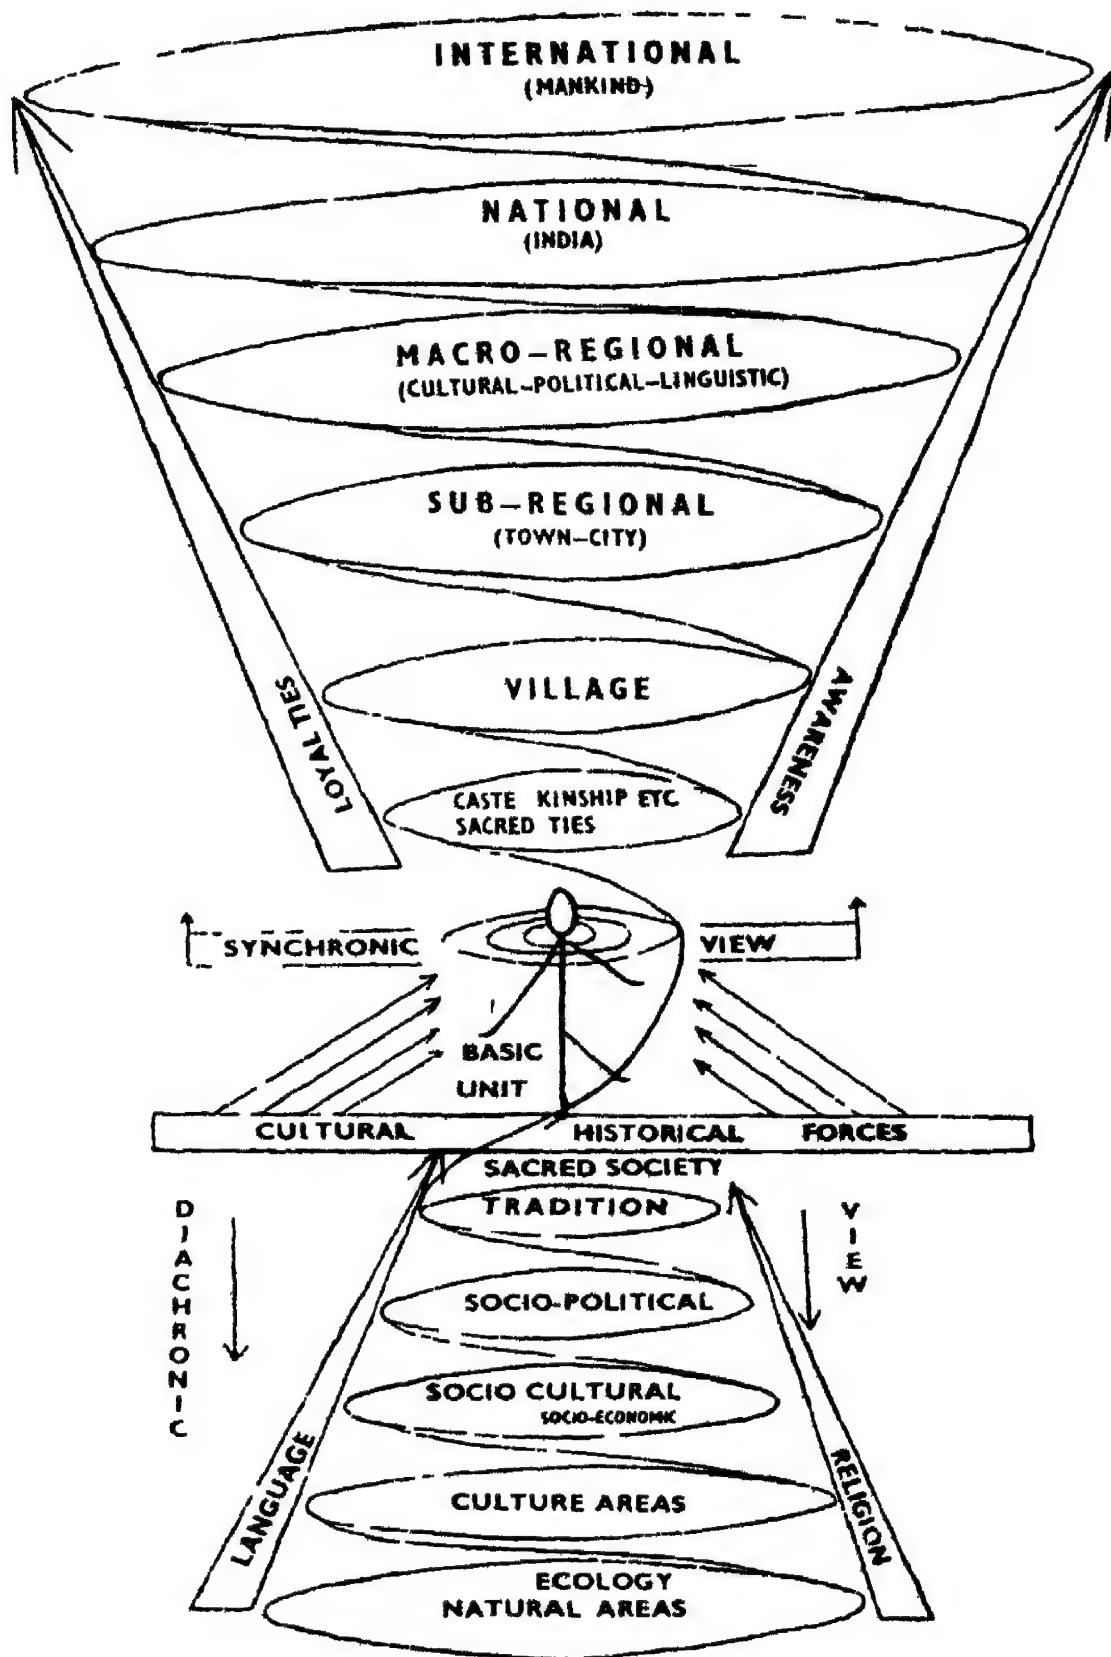 INTERNATIONAL
(MANKIND)
NATIONAL
(INDIA)
MACRO-REGIONAL
(CULTURAL-POLITICAL-LINGUISTIC)
SUB-REGIONAL
(TOWN-CITY)
VILLAGE
LOYALTIES
AWARENESS
CASTE KINSHIP ETC
SACRED TIES
SYNCHRONIC VIEW
BASIC
UNIT
CULTURAL HISTORICAL FORCES
SACRED SOCIETY
TRADITION
DIACHRONIC
VIEW
SOCIO-POLITICAL
SOCIO CULTURAL
SOCIO-ECONOMIC
LANGUAGE
RELIGION
CULTURE AREAS
ECOLOGY
NATURAL AREAS